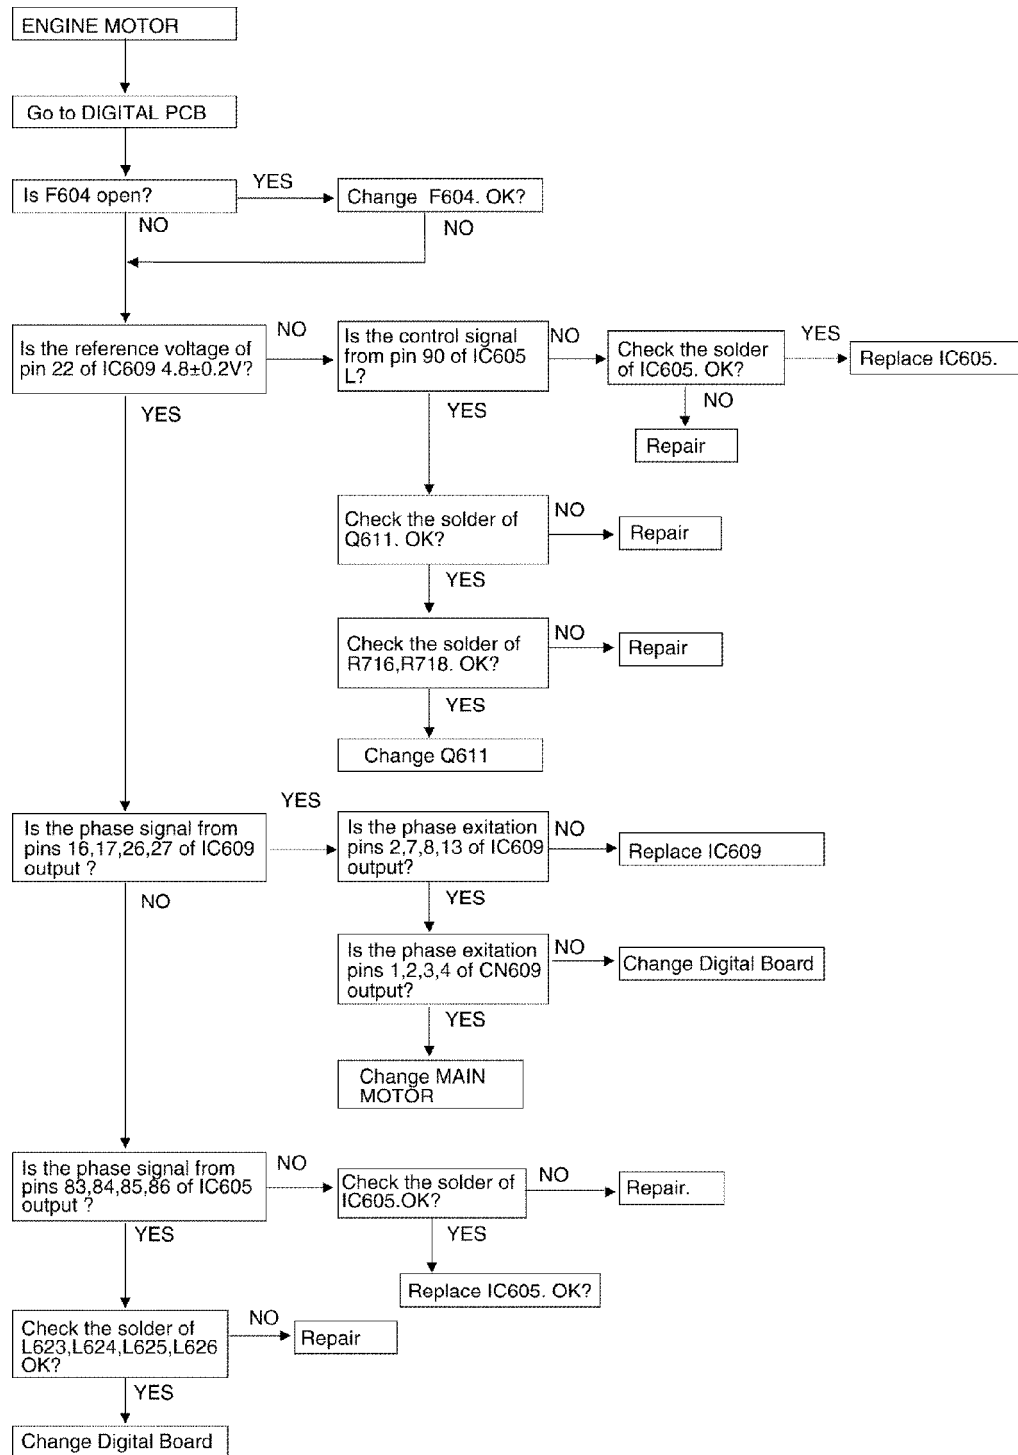 ENGINE MOTOR
Go to DIGITAL PCB
Is F604 open?
YES
Change F604. OK?
NO
NO
Is the reference voltage of
pin 22 of IC609 4.8±0.2V?
NO
Is the control signal
from pin 90 of IC605
L?
NO
Check the solder
of IC605. OK?
YES
Replace IC605.
YES
YES
NO
Repair
Check the solder of
Q611. OK?
NO
Repair
YES
Check the solder of
R716,R718. OK?
NO
Repair
YES
Change Q611
Is the phase signal from
pins 16,17,26,27 of IC609
output ?
YES
Is the phase exitation
pins 2,7,8,13 of IC609
output?
NO
Replace IC609
NO
YES
Is the phase exitation
pins 1,2,3,4 of CN609
output?
NO
Change Digital Board
YES
Change MAIN
MOTOR
Is the phase signal from
pins 83,84,85,86 of IC605
output ?
NO
Check the solder of
IC605.OK?
NO
Repair.
YES
YES
Replace IC605. OK?
Check the solder of
L623,L624,L625,L626
OK?
NO
Repair
YES
Change Digital Board